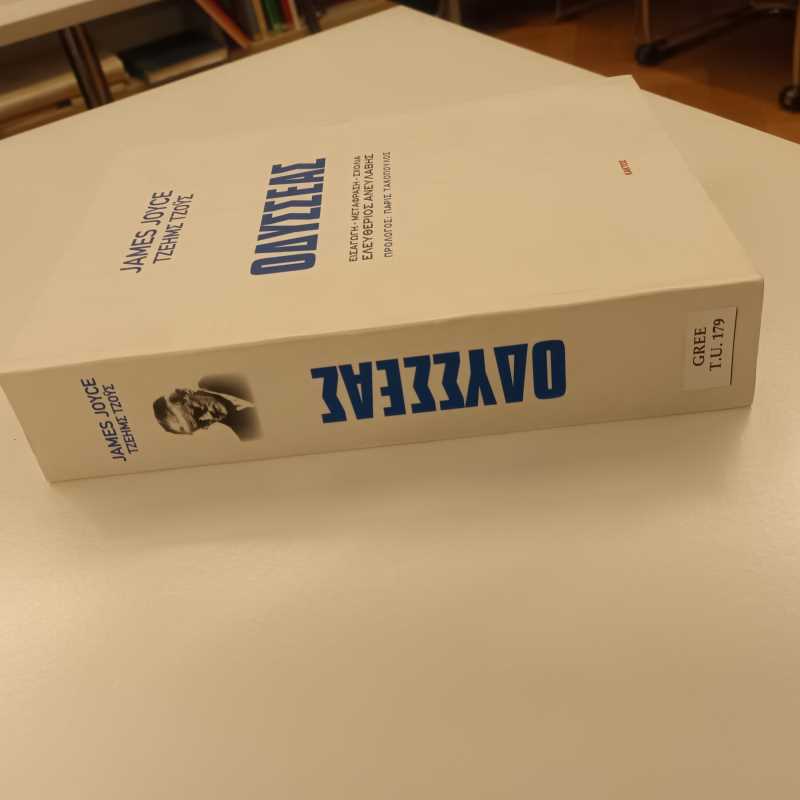 JAMES JOYCE
ΤΖΕΗΜΣ ΤΖΟΫΣ
ΟΔΥΣΣΕΑΣ
ΕΙΣΑΓΩΓΗ - ΜΕΤΑΦΡΑΣΗ - ΣΧΟΛΙΑ
ΕΛΕΥΘΕΡΙΟΣ ΑΝΕΥΛΑΒΗΣ
ΠΡΟΛΟΓΟΣ: ΠΑΡΙΣ ΤΑΚΟΠΟΥΛΟΣ
ΚΑΚΤΟΣ
JAMES JOYCE
ΤΖΕΗΜΣ ΤΖΟΫΣ
ΟΔΥΣΣΕΑΣ
GREE
T.U. 179